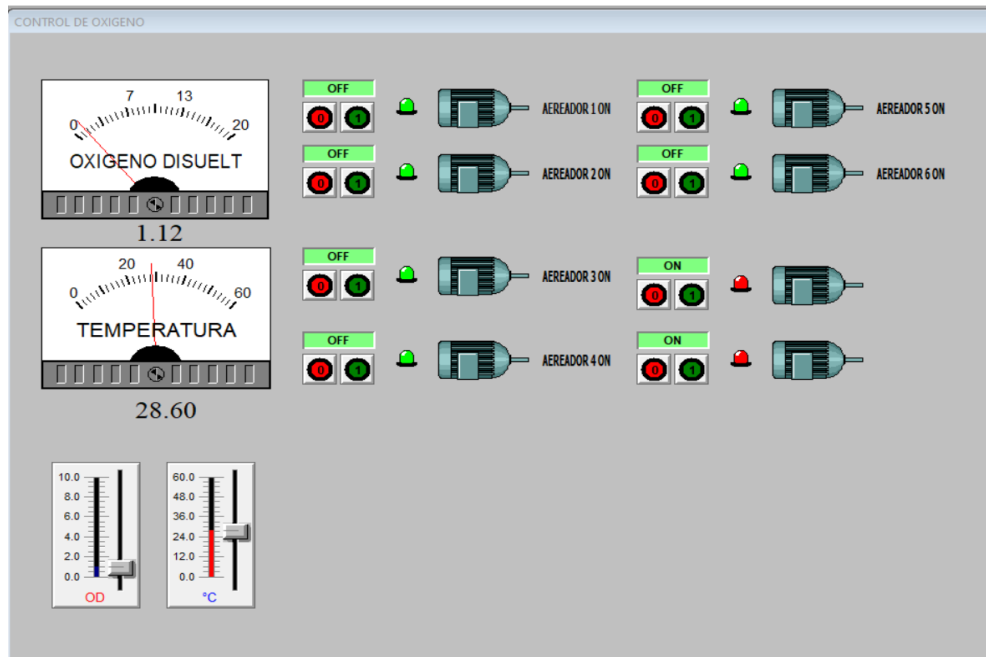 CONTROL DE OXIGENO
0 7 13 20
OXIGENO DISUELT
1.12
0 20 40 60
TEMPERATURA
28.60
10.0
8.0
6.0
4.0
2.0
0.0
OD
60.0
48.0
36.0
24.0
12.0
0.0
°C
OFF
0 1
AEREADOR 1 ON
OFF
0 1
AEREADOR 2 ON
OFF
0 1
AEREADOR 3 ON
OFF
0 1
AEREADOR 4 ON
OFF
0 1
AEREADOR 5 ON
OFF
0 1
AEREADOR 6 ON
ON
0 1
ON
0 1